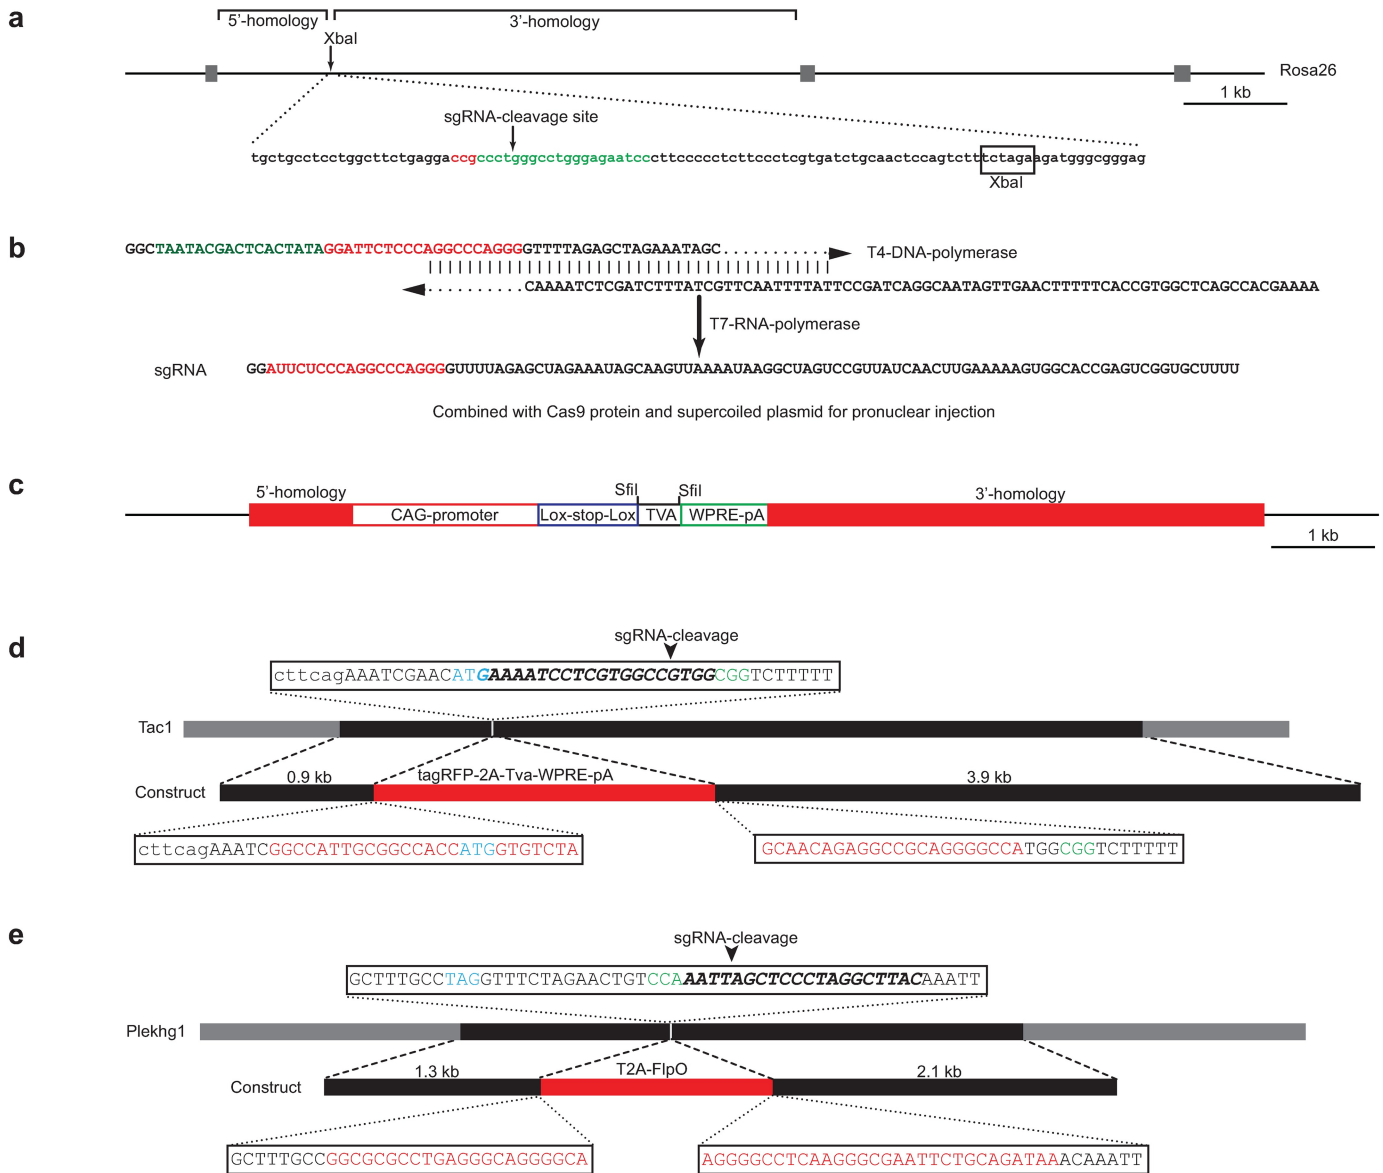 a
5’-homology
3’-homology
XbaI
Rosa26
1 kb
sgRNA-cleavage site
tgctgcctcctggcttctgaggaccgccctgggcctgggagaatcccttccccctcttccctcgtgatctgcaactccagtctttctagaagatgggcgggag
XbaI
b
GGCTAATACGACTCACTATAGGATTCTCCCAGGCCCAGGGGTTTTAGAGCTAGAAATAGC
T4-DNA-polymerase
CAAAATCTCGATCTTTATCGTTCAATTTTATTCCGATCAGGCAATAGTTGAACTTTTTCACCGTGGCTCAGCCACGAAAA
T7-RNA-polymerase
sgRNA
GGAUUCUCCCAGGCCCAGGGGUUUUAGAGCUAGAAAUAGCAAGUUAAAAUAAGGCUAGUCCGUUAUCAACUUGAAAAAGUGGCACCGAGUCGGUGCUUUU
Combined with Cas9 protein and supercoiled plasmid for pronuclear injection
c
5’-homology
SfiI
SfiI
3’-homology
CAG-promoter
Lox-stop-Lox
TVA
WPRE-pA
1 kb
d
sgRNA-cleavage
cttcagAAATCGAACATGAAAATCCTCGTGGCCGTGGCGGTCTTTTT
Tac1
0.9 kb
tagRFP-2A-Tva-WPRE-pA
3.9 kb
Construct
cttcagAAATCGGCCATTGCGGCCACCATGGTGTCTA
GCAACAGAGGCCGCAGGGGCCATGGCGGTCTTTTT
e
sgRNA-cleavage
GCTTTGCCTAGGTTTCTAGAACTGTCCAAATTAGCTCCCTAGGCTTACAAATT
Plekhg1
1.3 kb
T2A-FlpO
2.1 kb
Construct
GCTTTGCCGGCGCGCCTGAGGGCAGGGGCA
AGGGGCCTCAAGGGCGAATTCTGCAGATAAACAAATT